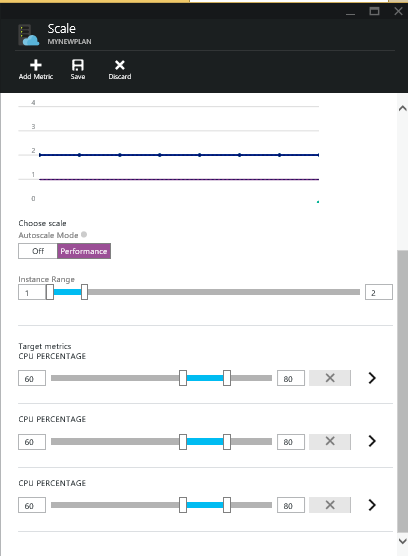 Scale
MYNEWPLAN
Add Metric Save Discard
4
3
2
1
0
Choose scale
Autoscale Mode
Off Performance
Instance Range
1 2
Target metrics
CPU PERCENTAGE
60 80
CPU PERCENTAGE
60 80
CPU PERCENTAGE
60 80